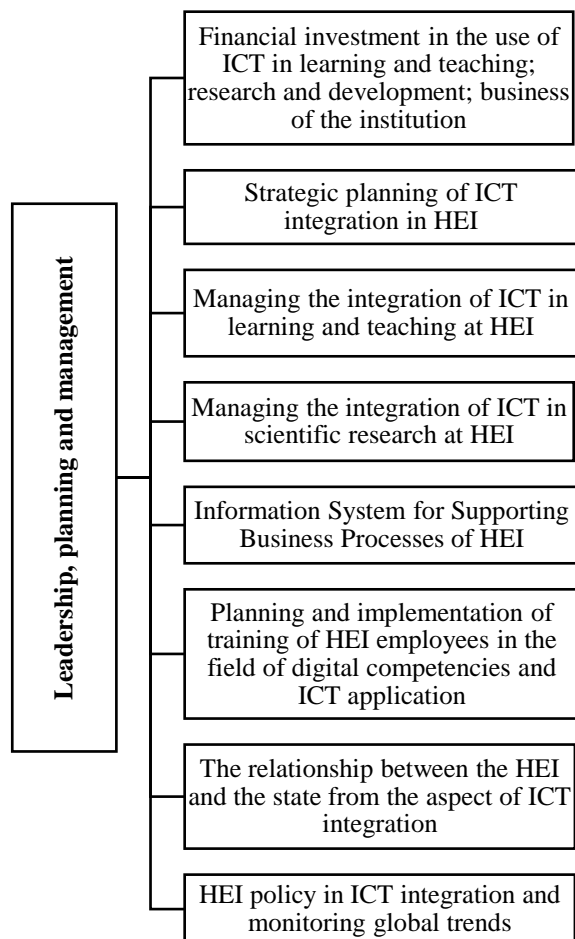 Leadership, planning and management
Financial investment in the use of
ICT in learning and teaching;
research and development; business
of the institution
Strategic planning of ICT
integration in HEI
Managing the integration of ICT in
learning and teaching at HEI
Managing the integration of ICT in
scientific research at HEI
Information System for Supporting
Business Processes of HEI
Planning and implementation of
training of HEI employees in the
field of digital competencies and
ICT application
The relationship between the HEI
and the state from the aspect of ICT
integration
HEI policy in ICT integration and
monitoring global trends